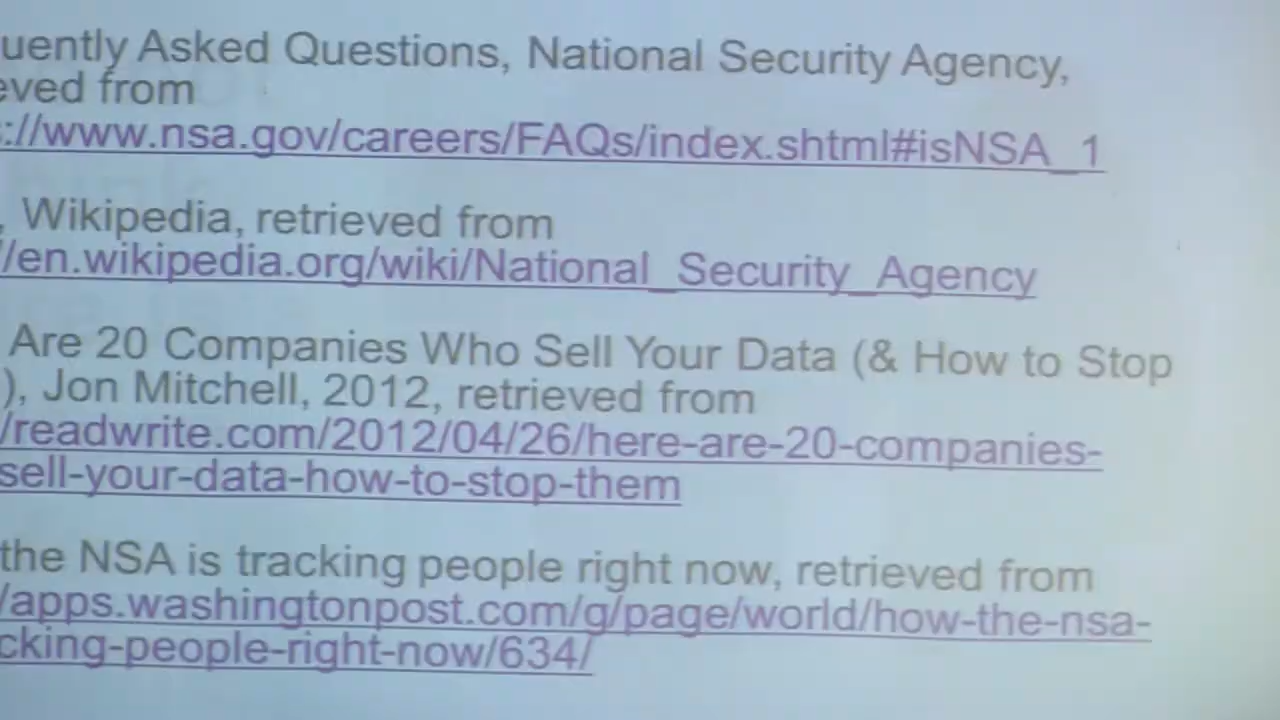 uently Asked Questions, National Security Agency,
eved from
://www.nsa.gov/careers/FAQs/index.shtml#isNSA_1
, Wikipedia, retrieved from
/en.wikipedia.org/wiki/National_Security_Agency
Are 20 Companies Who Sell Your Data (& How to Stop
), Jon Mitchell, 2012, retrieved from
/readwrite.com/2012/04/26/here-are-20-companies-
sell-your-data-how-to-stop-them
the NSA is tracking people right now, retrieved from
/apps.washingtonpost.com/g/page/world/how-the-nsa-
cking-people-right-now/634/